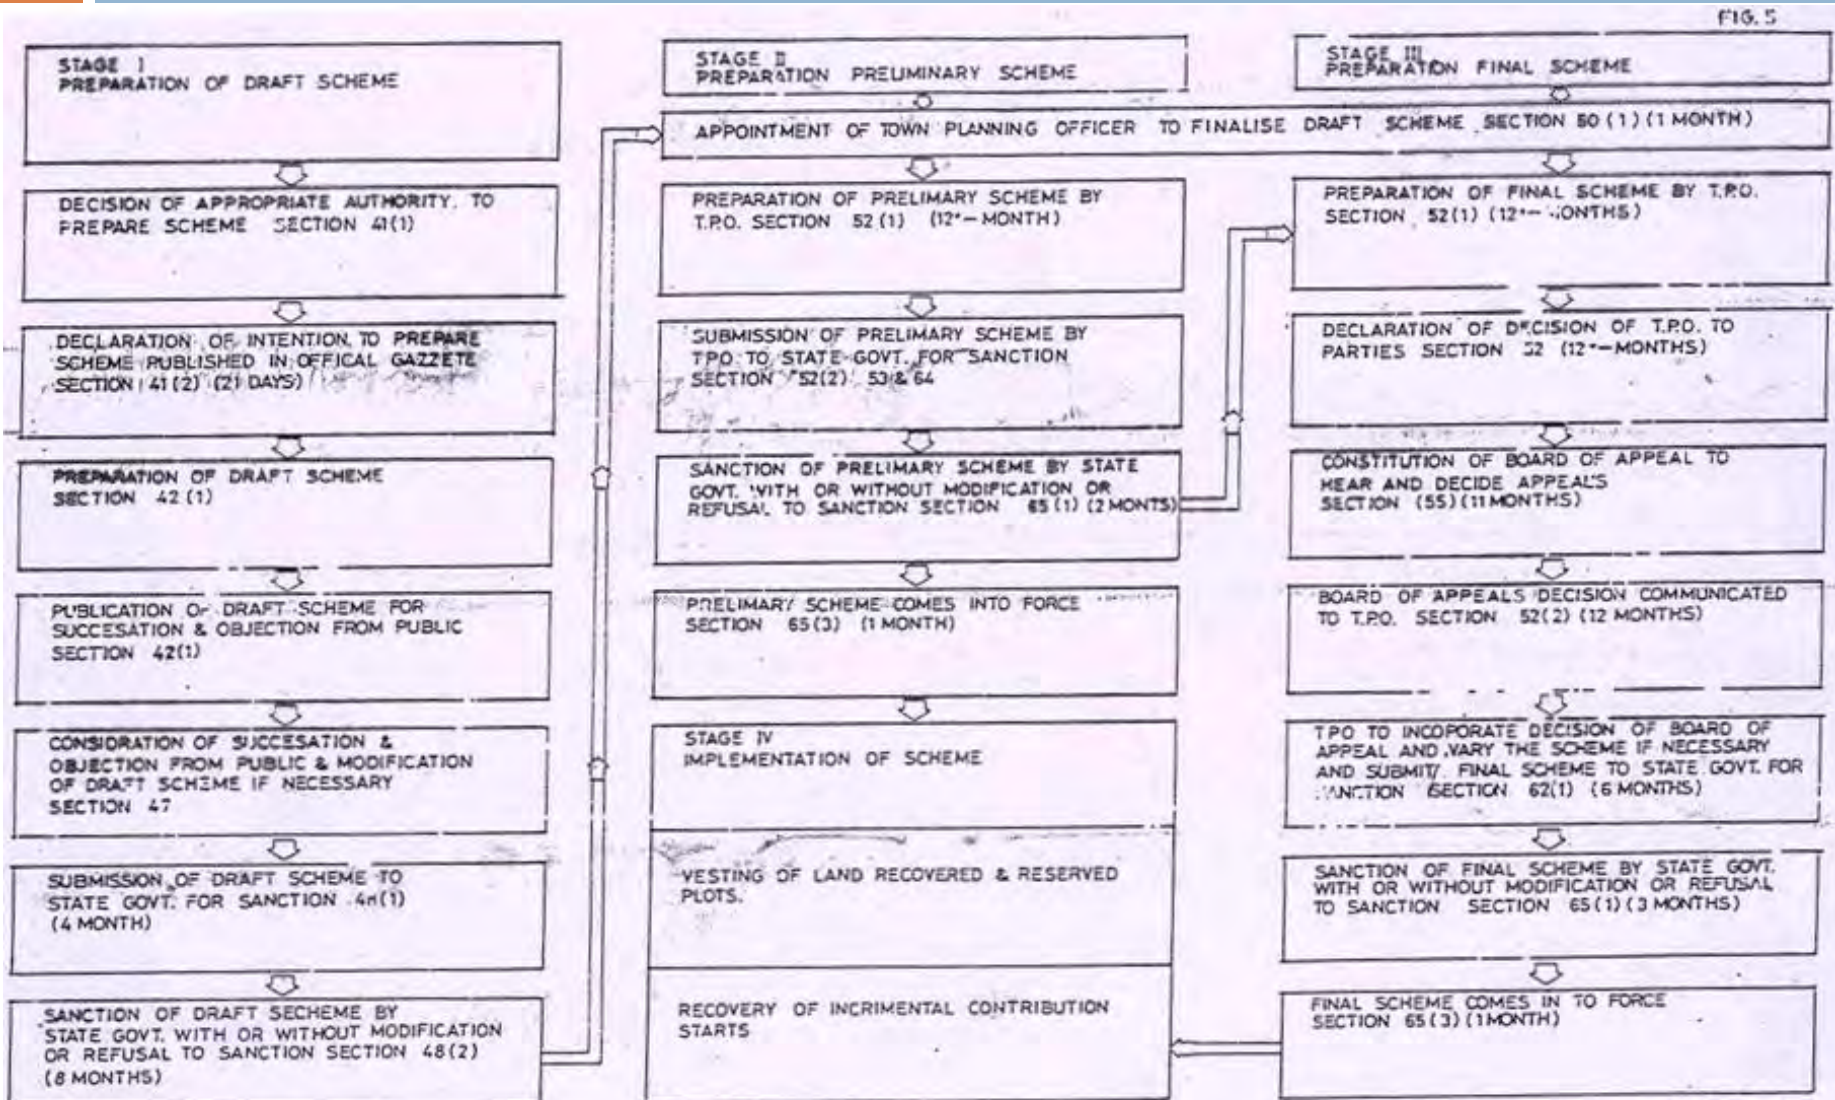 FIG. 5
STAGE I
PREPARATION OF DRAFT SCHEME
DECISION OF APPROPRIATE AUTHORITY. TO
PREPARE SCHEME SECTION 41(1)
DECLARATION OF INTENTION TO PREPARE
SCHEME PUBLISHED IN OFFICAL GAZZETE
SECTION 41(2) (21 DAYS)
PREPARATION OF DRAFT SCHEME
SECTION 42(1)
PUBLICATION OF DRAFT SCHEME FOR
SUCCESATION & OBJECTION FROM PUBLIC
SECTION 42(1)
CONSIDRATION OF SUCCESATION &
OBJECTION FROM PUBLIC & MODIFICATION
OF DRAFT SCHEME IF NECESSARY
SECTION 47
SUBMISSION OF DRAFT SCHEME TO
STATE GOVT. FOR SANCTION
(4 MONTH)
SANCTION OF DRAFT SECHEME BY
STATE GOVT. WITH OR WITHOUT MODIFICATION
OR REFUSAL TO SANCTION SECTION 48(2)
(8 MONTHS)
STAGE II
PREPARATION PRELIMINARY SCHEME
APPOINTMENT OF TOWN PLANNING OFFICER TO FINALISE DRAFT SCHEME SECTION 50(1) (1 MONTH)
PREPARATION OF PRELIMARY SCHEME BY
T.P.O. SECTION 52(1) (12*-MONTH)
SUBMISSION OF PRELIMARY SCHEME BY
TPO. TO STATE GOVT. FOR SANCTION
SECTION 52(2) 53 & 64
SANCTION OF PRELIMARY SCHEME BY STATE
GOVT. WITH OR WITHOUT MODIFICATION OR
REFUSAL TO SANCTION SECTION 65(1) (2 MONTS)
PRELIMARY SCHEME COMES INTO FORCE
SECTION 65(3) (1 MONTH)
STAGE IV
IMPLEMENTATION OF SCHEME
VESTING OF LAND RECOVERED & RESERVED
PLOTS.
RECOVERY OF INCRIMENTAL CONTRIBUTION
STARTS
STAGE III
PREPARATION FINAL SCHEME
PREPARATION OF FINAL SCHEME BY T.P.O.
SECTION 52(1) (12*-MONTHS)
DECLARATION OF DECISION OF T.P.O. TO
PARTIES SECTION 52 (12*-MONTHS)
CONSTITUTION OF BOARD OF APPEAL TO
HEAR AND DECIDE APPEALS
SECTION (55) (11 MONTHS)
BOARD OF APPEALS DECISION COMMUNICATED
TO T.P.O. SECTION 52(2) (12 MONTHS)
TPO TO INCOPORATE DECISION OF BOARD OF
APPEAL AND VARY THE SCHEME IF NECESSARY
AND SUBMIT FINAL SCHEME TO STATE GOVT. FOR
SANCTION SECTION 62(1) (6 MONTHS)
SANCTION OF FINAL SCHEME BY STATE GOVT.
WITH OR WITHOUT MODIFICATION OR REFUSAL
TO SANCTION SECTION 65(1) (3 MONTHS)
FINAL SCHEME COMES IN TO FORCE
SECTION 65(3) (1MONTH)